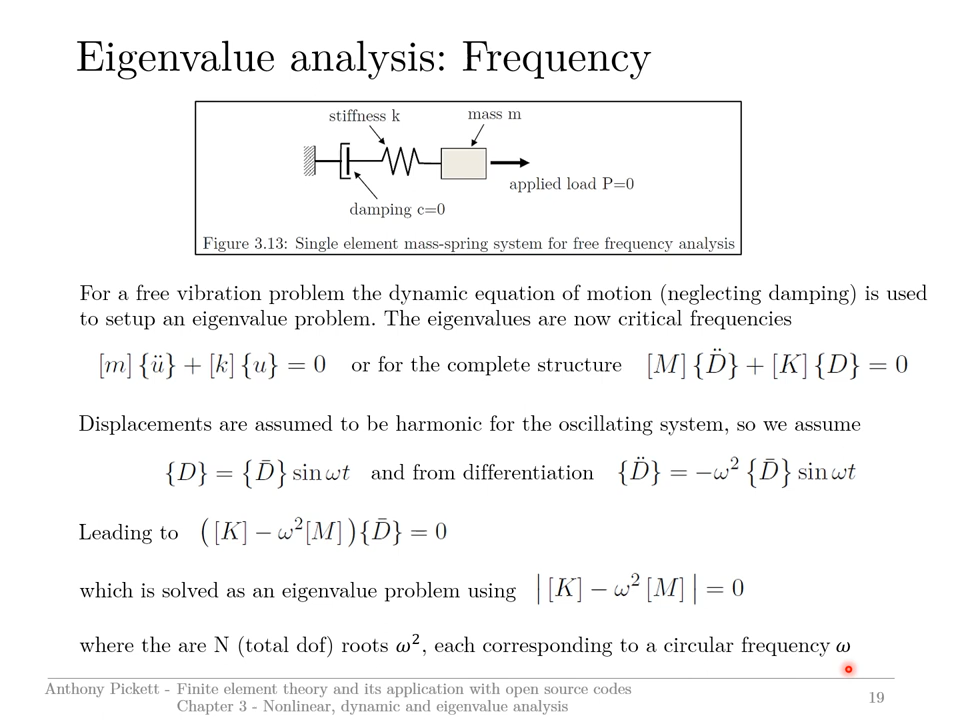 Eigenvalue analysis: Frequency
stiffness k
mass m
applied load P=0
damping c=0
Figure 3.13: Single element mass-spring system for free frequency analysis
For a free vibration problem the dynamic equation of motion (neglecting damping) is used
to setup an eigenvalue problem. The eigenvalues are now critical frequencies
[m] {ü} + [k] {u} = 0 or for the complete structure [M] {D̈} + [K] {D} = 0
Displacements are assumed to be harmonic for the oscillating system, so we assume
{D} = {D̄} sin ωt and from differentiation {D̈} = −ω² {D̄} sin ωt
Leading to ([K] − ω²[M]){D̄} = 0
which is solved as an eigenvalue problem using |[K] − ω² [M]| = 0
where the are N (total dof) roots ω², each corresponding to a circular frequency ω
Anthony Pickett - Finite element theory and its application with open source codes
Chapter 3 - Nonlinear, dynamic and eigenvalue analysis
19